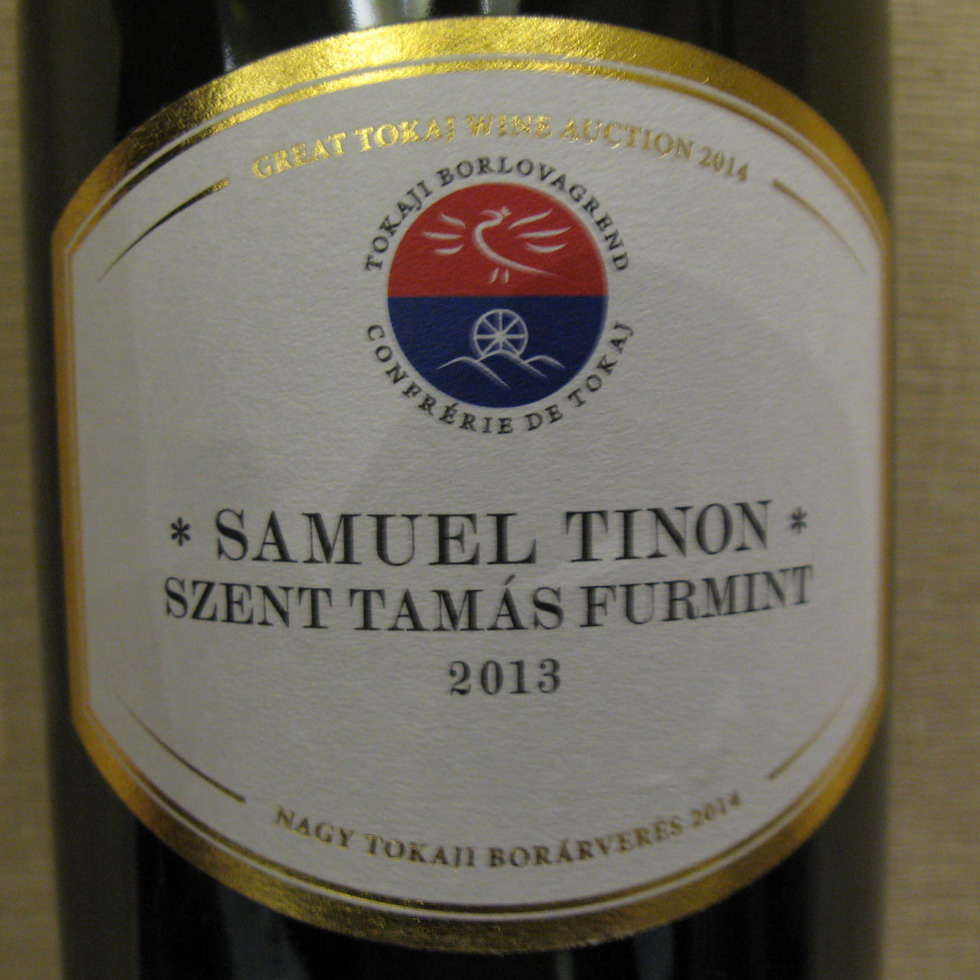 GREAT TOKAJ WINE AUCTION 2014
TOKAJI BORLOVAGREND
CONFRÉRIE DE TOKAJ
* SAMUEL TINON *
SZENT TAMÁS FURMINT
2013
NAGY TOKAJI BORÁRVERÉS 2014